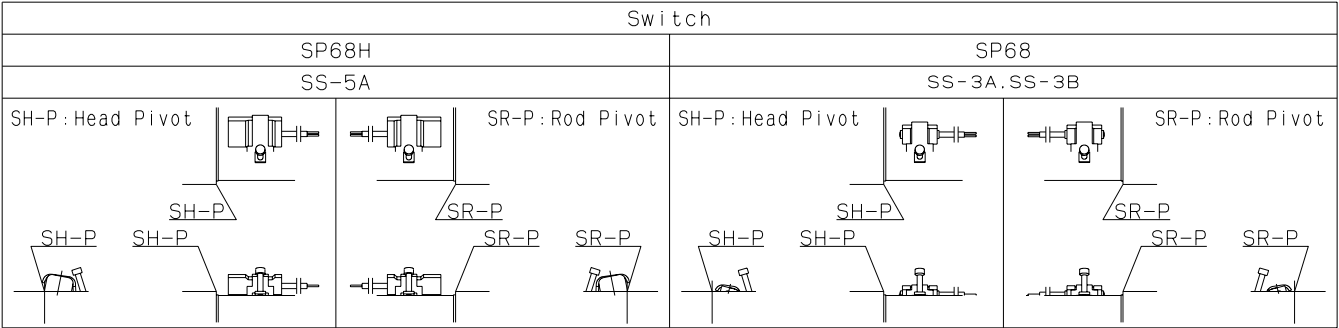 Switch
SP68H SP68
SS-5A SS-3A.SS-3B
SH-P:Head Pivot SR-P:Rod Pivot SH-P:Head Pivot SR-P:Rod Pivot
SH-P SR-P SH-P SR-P
SH-P SH-P SR-P SR-P SH-P SH-P SR-P SR-P